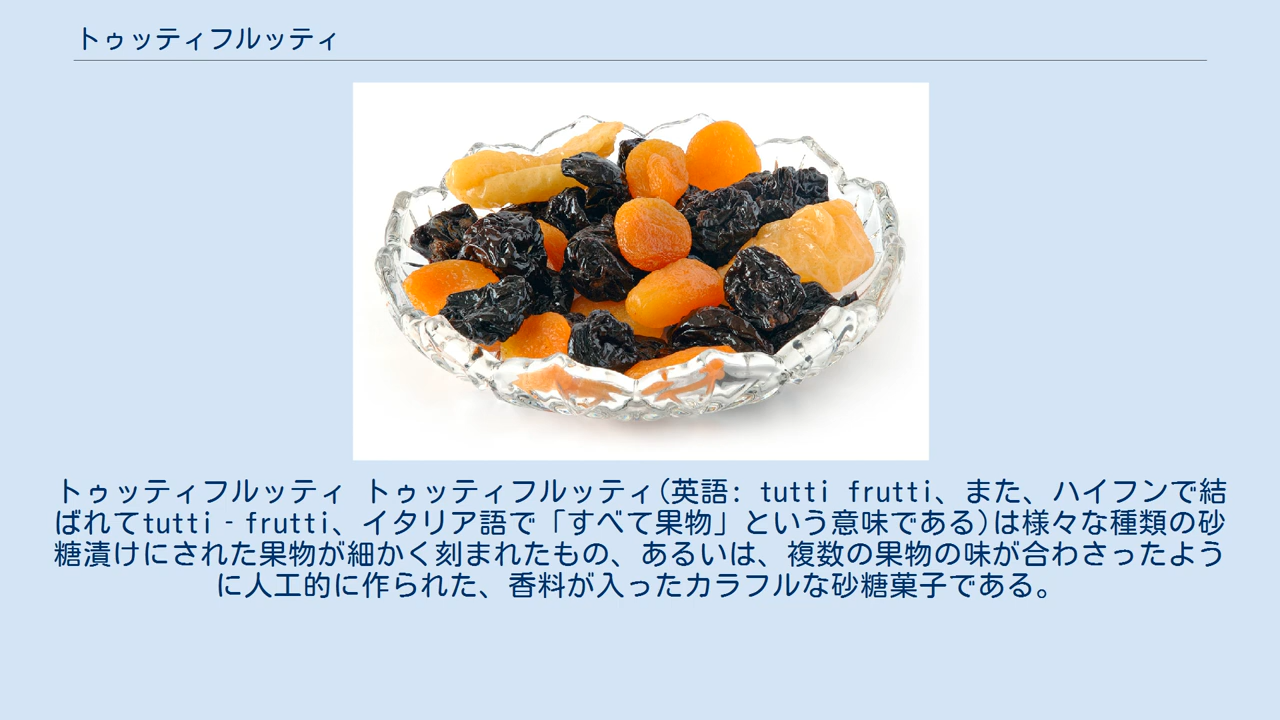 トゥッティフルッティ
トゥッティフルッティ トゥッティフルッティ(英語: tutti frutti、また、ハイフンで結
ばれてtutti‐frutti、イタリア語で「すべて果物」という意味である)は様々な種類の砂
糖漬けにされた果物が細かく刻まれたもの、あるいは、複数の果物の味が合わさったよう
に人工的に作られた、香料が入ったカラフルな砂糖菓子である。